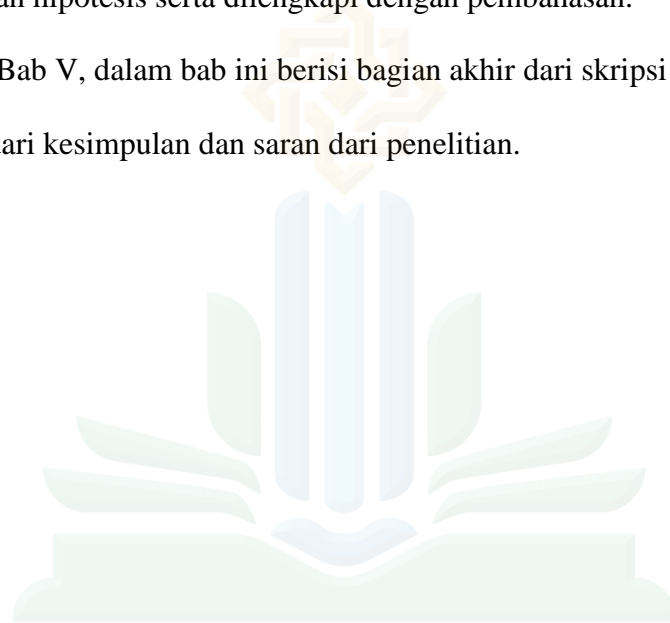 hipotesis serta dilengkapi dengan pembahasan.
Bab V, dalam bab ini berisi bagian akhir dari skripsi
dari kesimpulan dan saran dari penelitian.